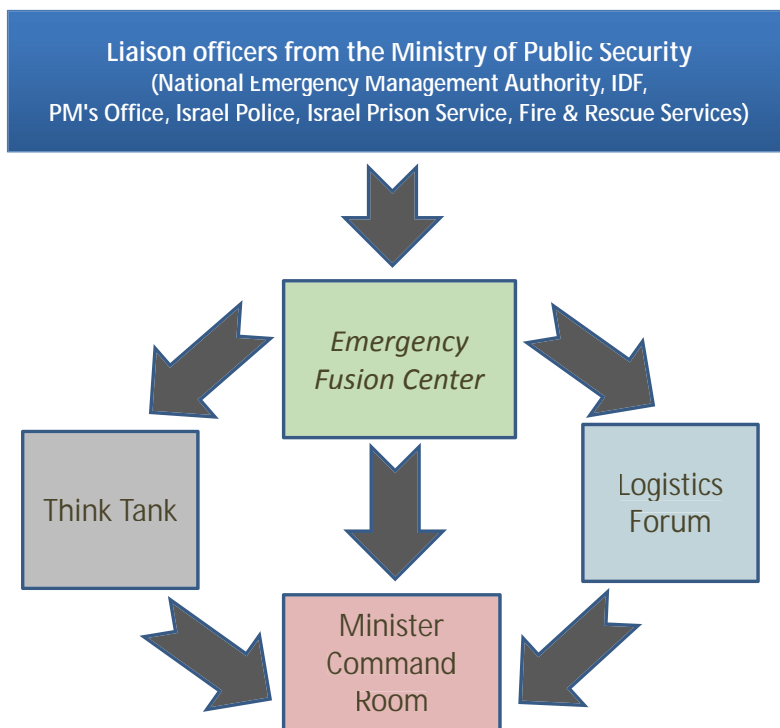 Liaison officers from the Ministry of Public Security
(National Emergency Management Authority, IDF,
PM's Office, Israel Police, Israel Prison Service, Fire & Rescue Services)
Emergency
Fusion Center
Think Tank
Logistics
Forum
Minister
Command
Room